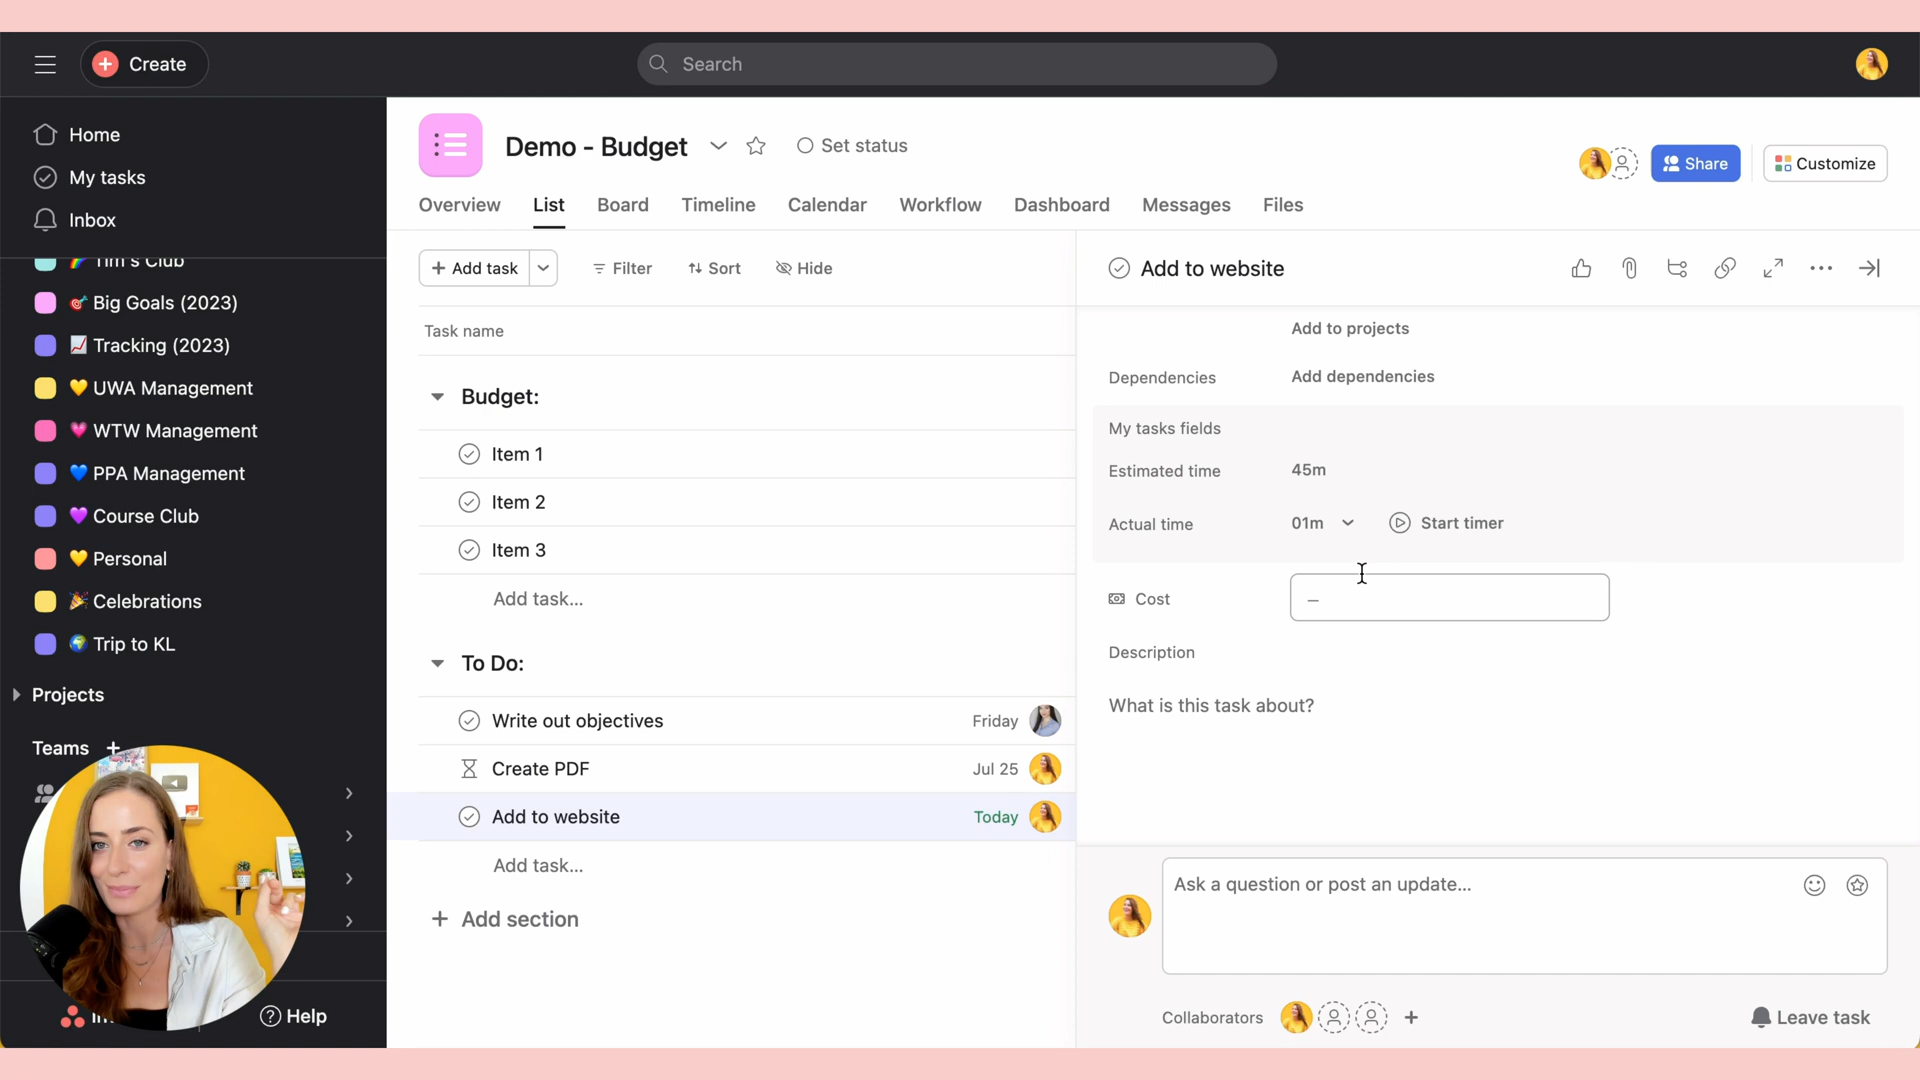 Create
Search
Home
My tasks
Inbox
Tim's Club
Big Goals (2023)
Tracking (2023)
UWA Management
WTW Management
PPA Management
Course Club
Personal
Celebrations
Trip to KL
Projects
Teams +
Help
Demo - Budget
Set status
Share
Customize
Overview
List
Board
Timeline
Calendar
Workflow
Dashboard
Messages
Files
+ Add task
Filter
Sort
Hide
Task name
Budget:
Item 1
Item 2
Item 3
Add task...
To Do:
Write out objectives Friday
Create PDF Jul 25
Add to website Today
Add task...
+ Add section
Add to website
Add to projects
Dependencies Add dependencies
My tasks fields
Estimated time 45m
Actual time 01m Start timer
Cost –
Description
What is this task about?
Ask a question or post an update...
Collaborators +
Leave task